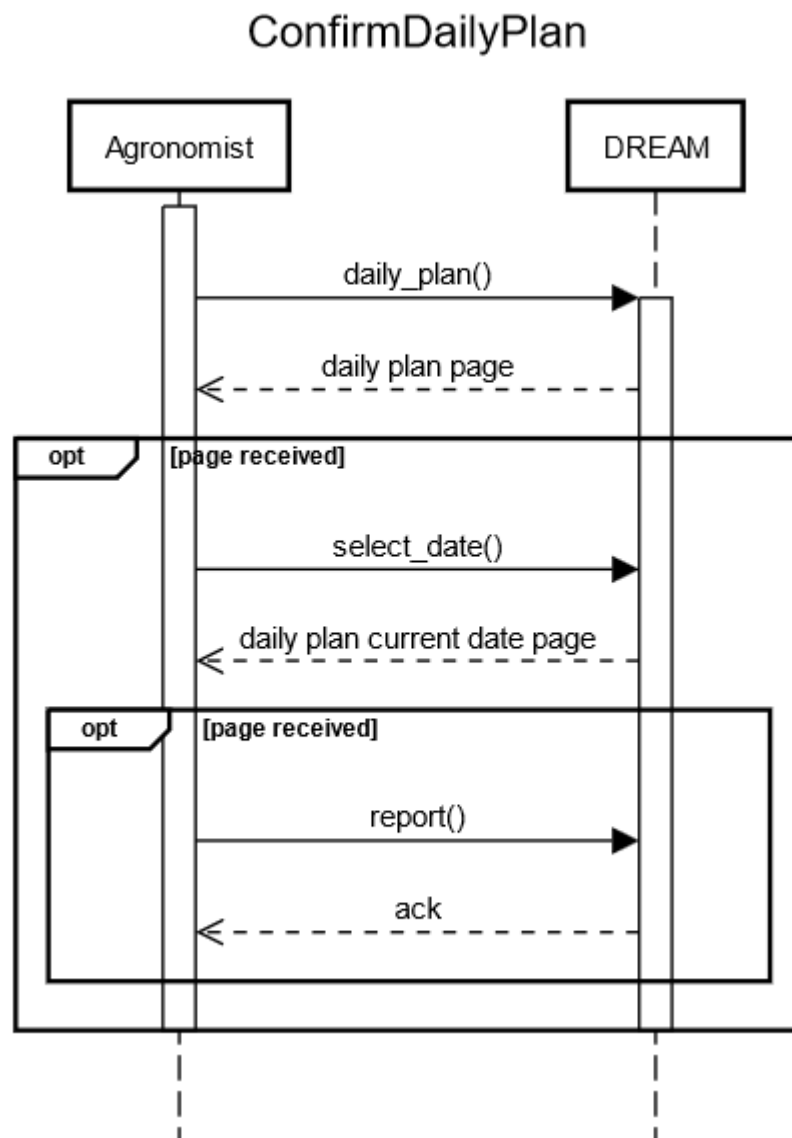 ConfirmDailyPlan
Agronomist
DREAM
daily_plan()
daily plan page
opt
[page received]
select_date()
daily plan current date page
opt
[page received]
report()
ack